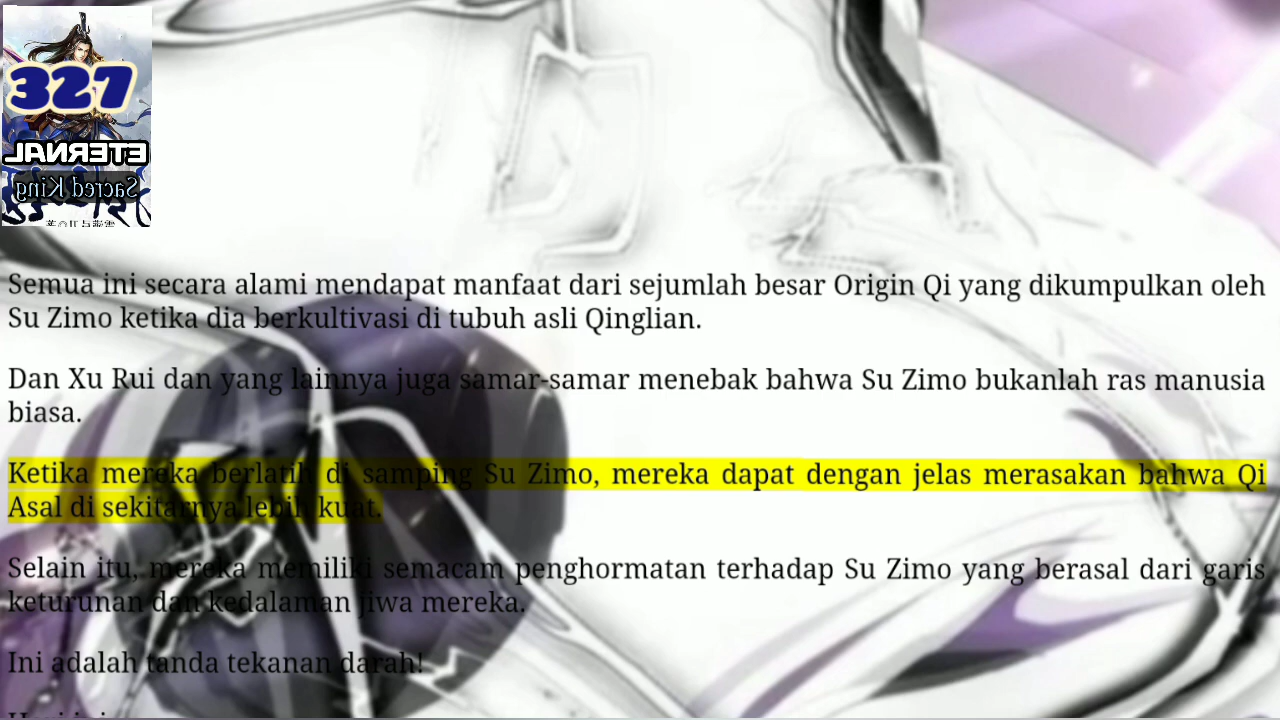 327
ETERNAL
Sacred King
Semua ini secara alami mendapat manfaat dari sejumlah besar Origin Qi yang dikumpulkan oleh
Su Zimo ketika dia berkultivasi di tubuh asli Qinglian.
Dan Xu Rui dan yang lainnya juga samar-samar menebak bahwa Su Zimo bukanlah ras manusia
biasa.
Ketika mereka berlatih di samping Su Zimo, mereka dapat dengan jelas merasakan bahwa Qi
Asal di sekitarnya lebih kuat.
Selain itu, mereka memiliki semacam penghormatan terhadap Su Zimo yang berasal dari garis
keturunan dan kedalaman jiwa mereka.
Ini adalah tanda tekanan darah!